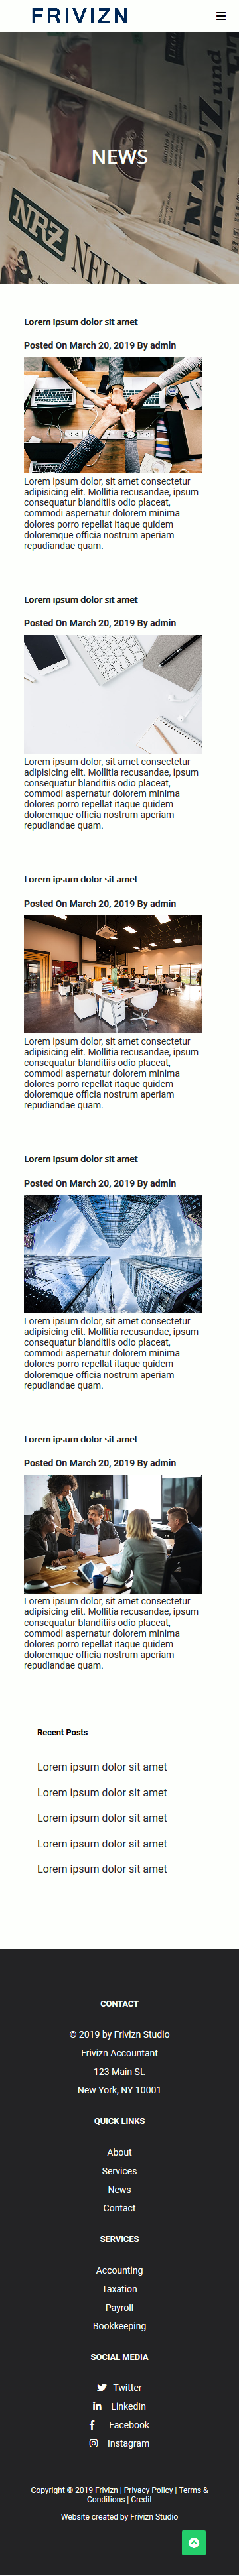 FRIVIZN
NRZ
NEWS
Lorem ipsum dolor sit amet
Posted On March 20, 2019 By admin
Lorem ipsum dolor, sit amet consectetur
adipisicing elit. Mollitia recusandae, ipsum
consequatur blanditiis odio placeat,
commodi aspernatur dolorem minima
dolores porro repellat itaque quidem
doloremque officia nostrum aperiam
repudiandae quam.
Lorem ipsum dolor sit amet
Posted On March 20, 2019 By admin
Lorem ipsum dolor, sit amet consectetur
adipisicing elit. Mollitia recusandae, ipsum
consequatur blanditiis odio placeat,
commodi aspernatur dolorem minima
dolores porro repellat itaque quidem
doloremque officia nostrum aperiam
repudiandae quam.
Lorem ipsum dolor sit amet
Posted On March 20, 2019 By admin
Lorem ipsum dolor, sit amet consectetur
adipisicing elit. Mollitia recusandae, ipsum
consequatur blanditiis odio placeat,
commodi aspernatur dolorem minima
dolores porro repellat itaque quidem
doloremque officia nostrum aperiam
repudiandae quam.
Lorem ipsum dolor sit amet
Posted On March 20, 2019 By admin
Lorem ipsum dolor, sit amet consectetur
adipisicing elit. Mollitia recusandae, ipsum
consequatur blanditiis odio placeat,
commodi aspernatur dolorem minima
dolores porro repellat itaque quidem
doloremque officia nostrum aperiam
repudiandae quam.
Lorem ipsum dolor sit amet
Posted On March 20, 2019 By admin
Lorem ipsum dolor, sit amet consectetur
adipisicing elit. Mollitia recusandae, ipsum
consequatur blanditiis odio placeat,
commodi aspernatur dolorem minima
dolores porro repellat itaque quidem
doloremque officia nostrum aperiam
repudiandae quam.
Recent Posts
Lorem ipsum dolor sit amet
Lorem ipsum dolor sit amet
Lorem ipsum dolor sit amet
Lorem ipsum dolor sit amet
Lorem ipsum dolor sit amet
CONTACT
© 2019 by Frivizn Studio
Frivizn Accountant
123 Main St.
New York, NY 10001
QUICK LINKS
About
Services
News
Contact
SERVICES
Accounting
Taxation
Payroll
Bookkeeping
SOCIAL MEDIA
Twitter
LinkedIn
Facebook
Instagram
Copyright © 2019 Frivizn | Privacy Policy | Terms &
Conditions | Credit
Website created by Frivizn Studio